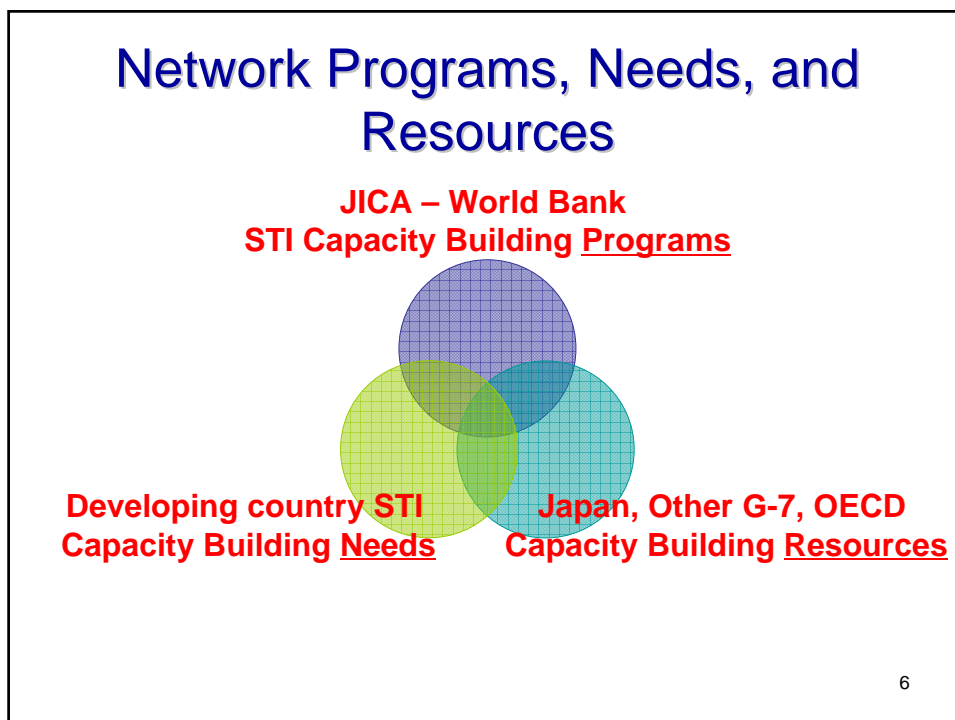 Network Programs, Needs, and
Resources
JICA – World Bank
STI Capacity Building Programs
Developing country STI
Capacity Building Needs
Japan, Other G-7, OECD
Capacity Building Resources
6